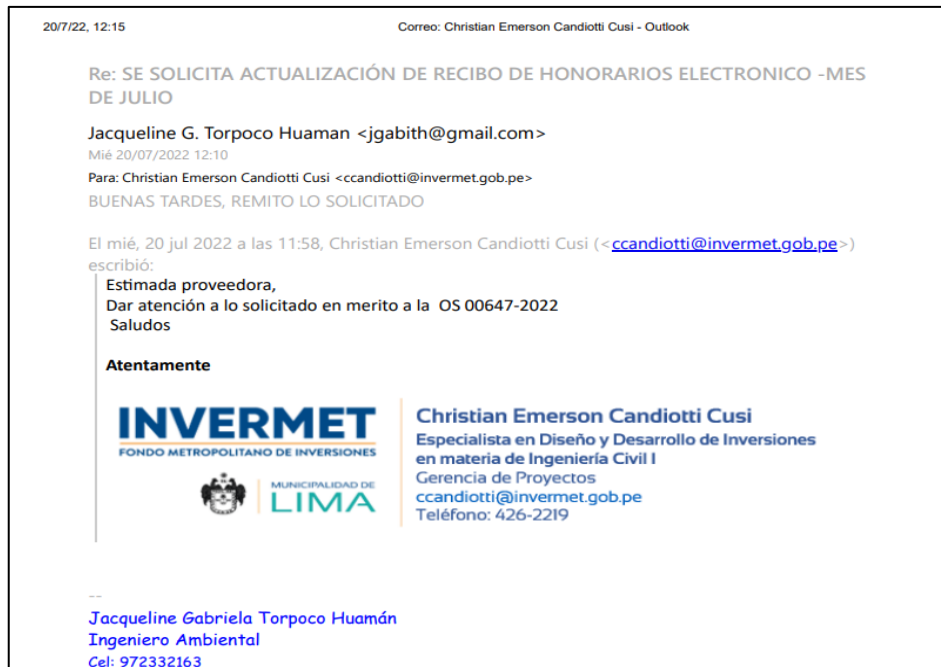 20/7/22, 12:15 Correo: Christian Emerson Candiotti Cusi - Outlook
Re: SE SOLICITA ACTUALIZACIÓN DE RECIBO DE HONORARIOS ELECTRONICO -MES
DE JULIO
Jacqueline G. Torpoco Huaman <jgabith@gmail.com>
Mié 20/07/2022 12:10
Para: Christian Emerson Candiotti Cusi <ccandiotti@invermet.gob.pe>
BUENAS TARDES, REMITO LO SOLICITADO
El mié, 20 jul 2022 a las 11:58, Christian Emerson Candiotti Cusi (<ccandiotti@invermet.gob.pe>)
escribió:
Estimada proveedora,
Dar atención a lo solicitado en merito a la OS 00647-2022
Saludos
Atentamente
INVERMET
FONDO METROPOLITANO DE INVERSIONES
MUNICIPALIDAD DE
LIMA
Christian Emerson Candiotti Cusi
Especialista en Diseño y Desarrollo de Inversiones
en materia de Ingeniería Civil I
Gerencia de Proyectos
ccandiotti@invermet.gob.pe
Teléfono: 426-2219
--
Jacqueline Gabriela Torpoco Huamán
Ingeniero Ambiental
Cel: 972332163